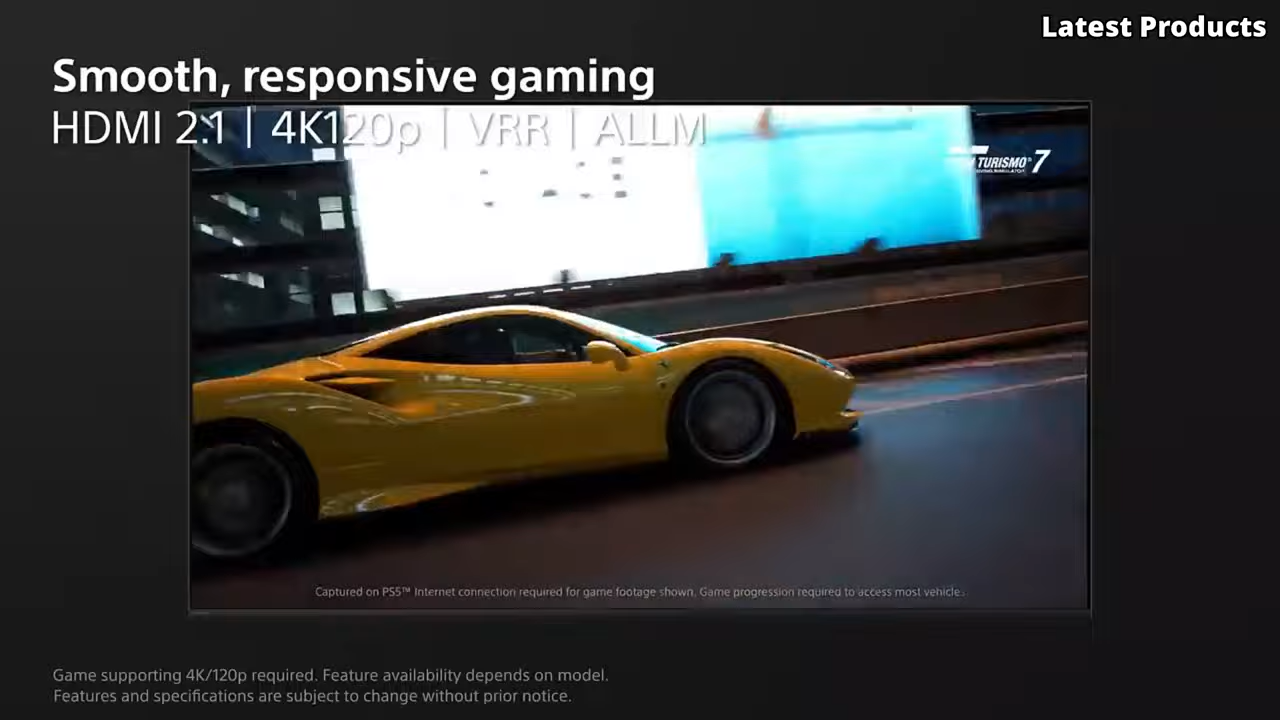 Latest Products
Smooth, responsive gaming
HDMI 2.1 | 4K120p | VRR | ALLM
TURISMO 7
Captured on PS5™ Internet connection required for game footage shown. Game progression required to access most vehicles.
Game supporting 4K/120p required. Feature availability depends on model.
Features and specifications are subject to change without prior notice.